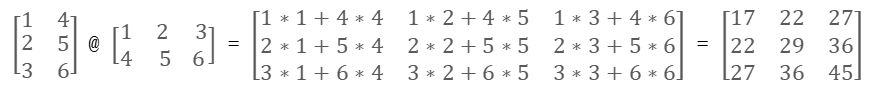 [1 4] @ [1 2 3] = [1 * 1 + 4 * 4 1 * 2 + 4 * 5 1 * 3 + 4 * 6] = [17 22 27]
[2 5] [4 5 6] [2 * 1 + 5 * 4 2 * 2 + 5 * 5 2 * 3 + 5 * 6] [22 29 36]
[3 6] [3 * 1 + 6 * 4 3 * 2 + 6 * 5 3 * 3 + 6 * 6] [27 36 45]